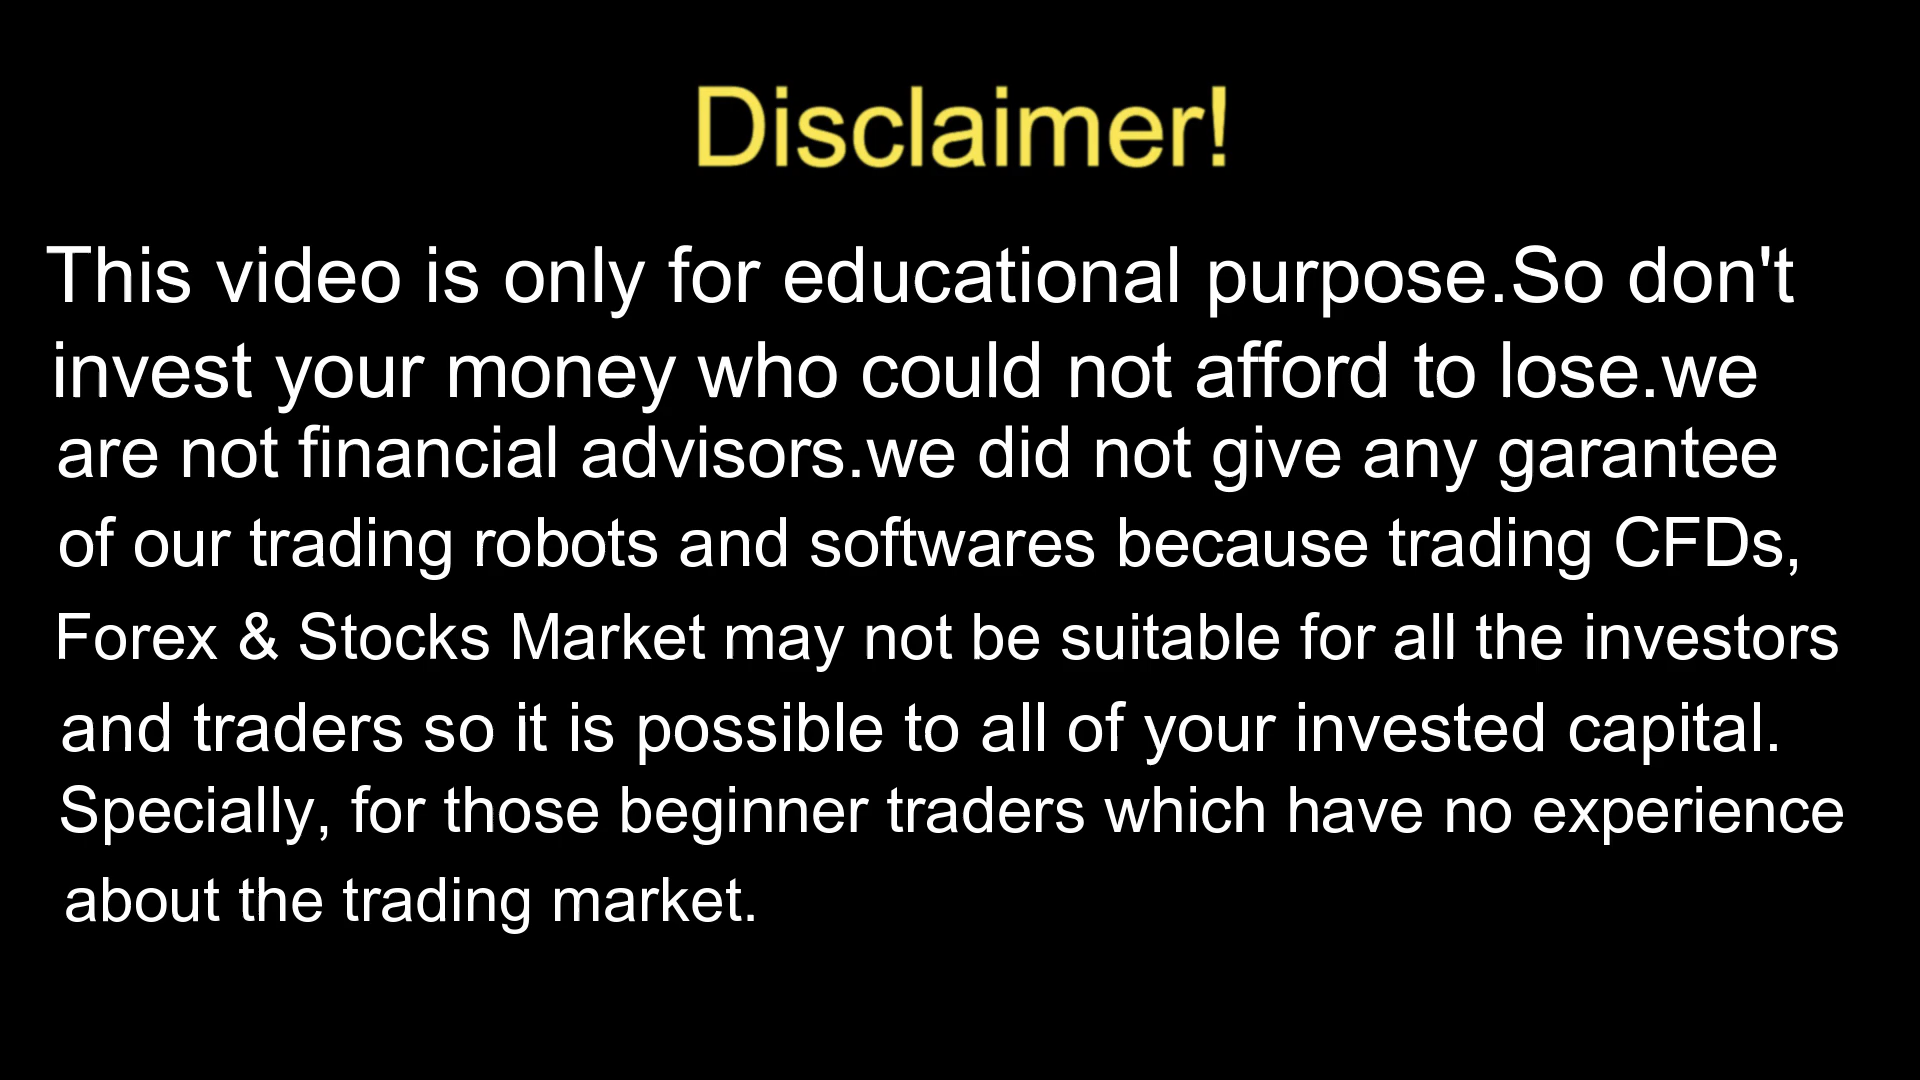 Disclaimer!
This video is only for educational purpose.So don't
invest your money who could not afford to lose.we
are not financial advisors.we did not give any garantee
of our trading robots and softwares because trading CFDs,
Forex & Stocks Market may not be suitable for all the investors
and traders so it is possible to all of your invested capital.
Specially, for those beginner traders which have no experience
about the trading market.